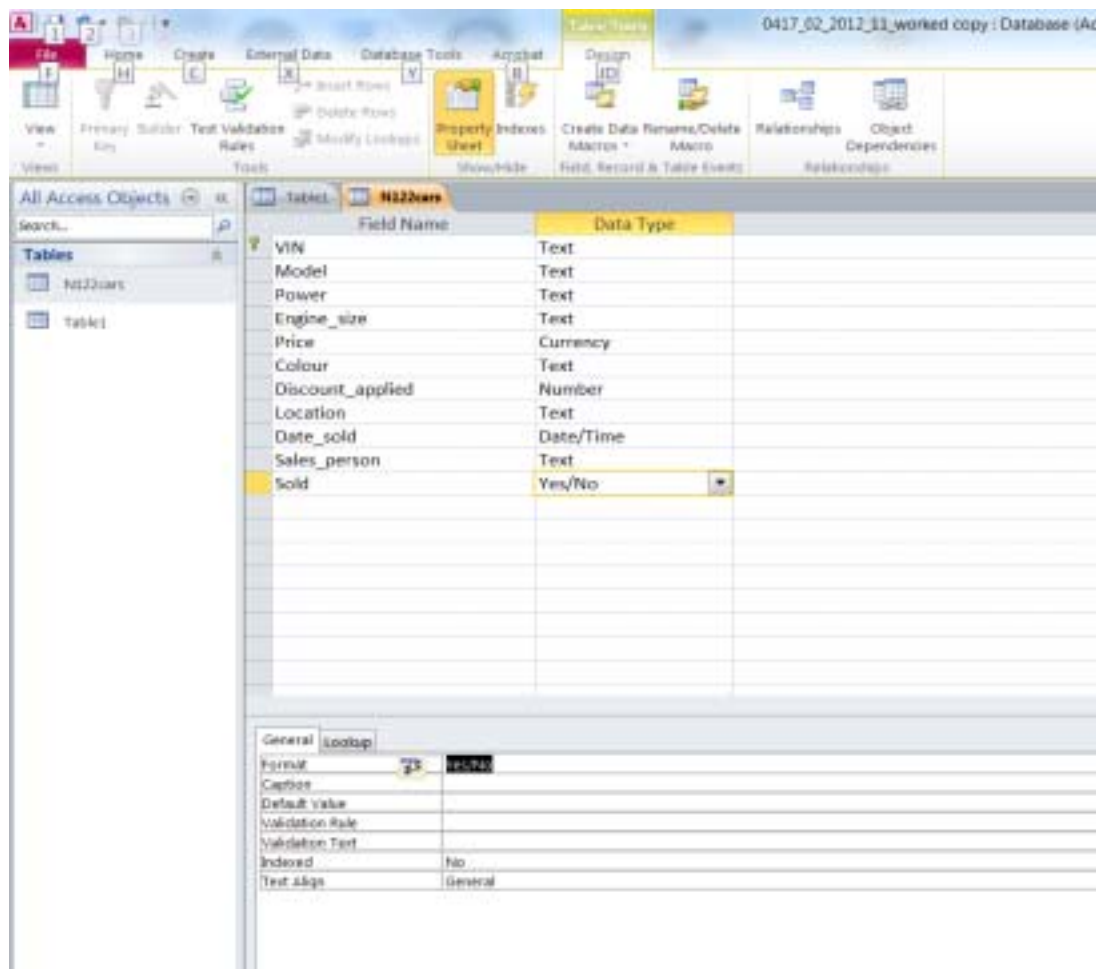 A 1 2 3
Table Tools
0417_02_2012_11_worked copy : Database (Ac
File Home Create External Data Database Tools Acrobat Design
F H C X Y B JD
View Primary Key Builder Test Validation Rules Insert Rows Delete Rows Modify Lookups Property Sheet Indexes Create Data Macros Rename/Delete Macro Relationships Object Dependencies
Views Tools Show/Hide Field, Record & Table Events Relationships
All Access Objects «
Table1 N122cars
Search...
Field Name Data Type
Tables
N122cars
Table1
VIN Text
Model Text
Power Text
Engine_size Text
Price Currency
Colour Text
Discount_applied Number
Location Text
Date_sold Date/Time
Sales_person Text
Sold Yes/No
General Lookup
Format Yes/No
Caption
Default Value
Validation Rule
Validation Text
Indexed No
Text Align General